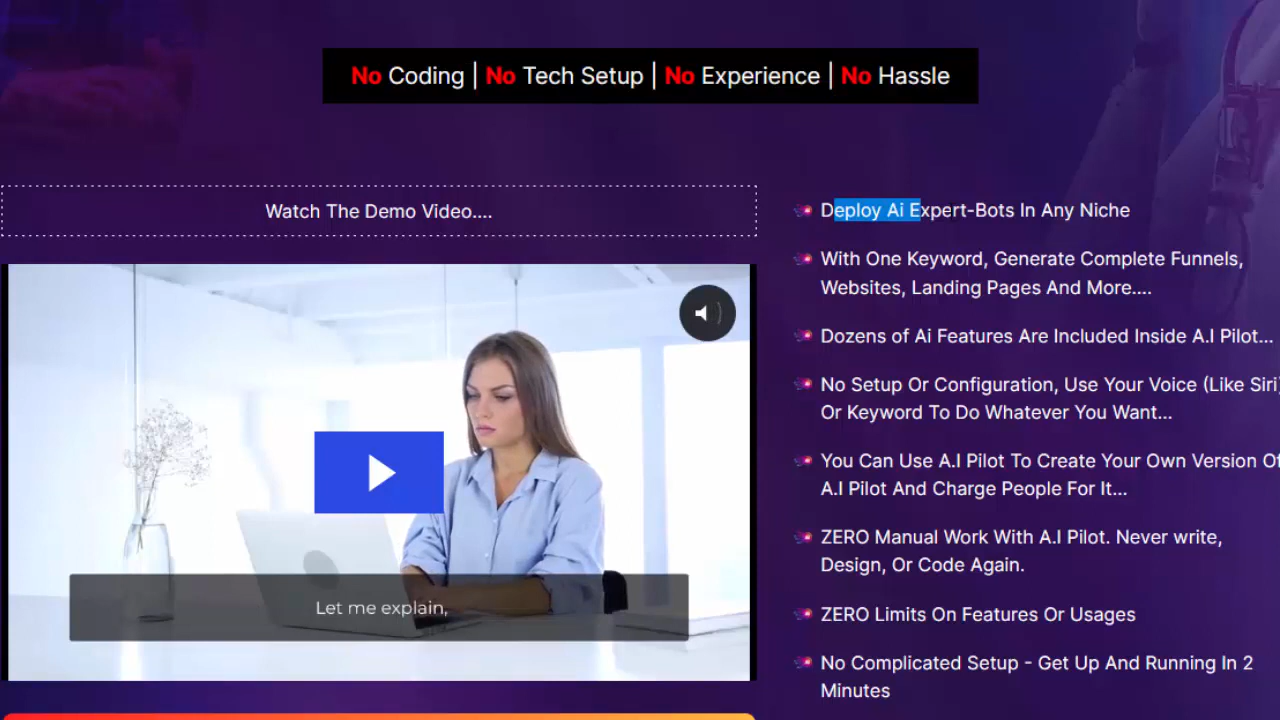 No Coding | No Tech Setup | No Experience | No Hassle
Watch The Demo Video....
Let me explain,
Deploy Ai Expert-Bots In Any Niche
With One Keyword, Generate Complete Funnels,
Websites, Landing Pages And More....
Dozens of Ai Features Are Included Inside A.I Pilot...
No Setup Or Configuration, Use Your Voice (Like Siri)
Or Keyword To Do Whatever You Want...
You Can Use A.I Pilot To Create Your Own Version Of
A.I Pilot And Charge People For It...
ZERO Manual Work With A.I Pilot. Never write,
Design, Or Code Again.
ZERO Limits On Features Or Usages
No Complicated Setup - Get Up And Running In 2
Minutes